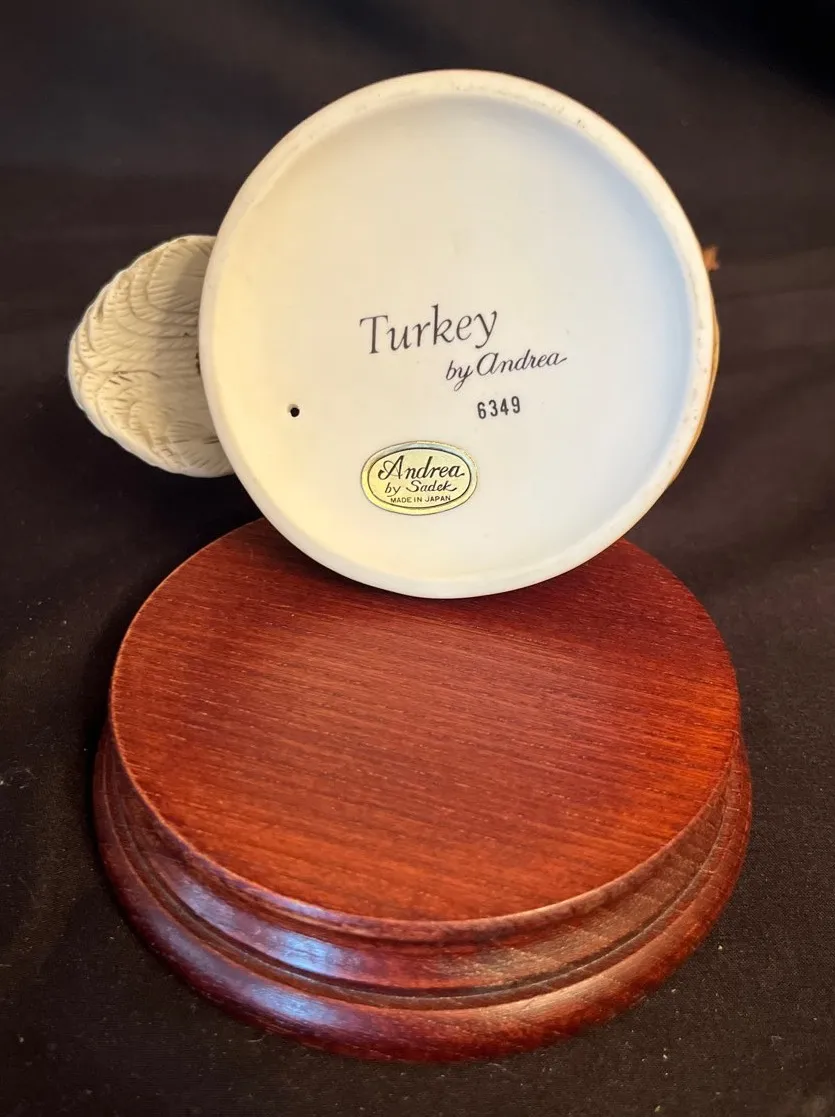 Turkey
by Andrea
6349
Andrea
by Sadek
MADE IN JAPAN